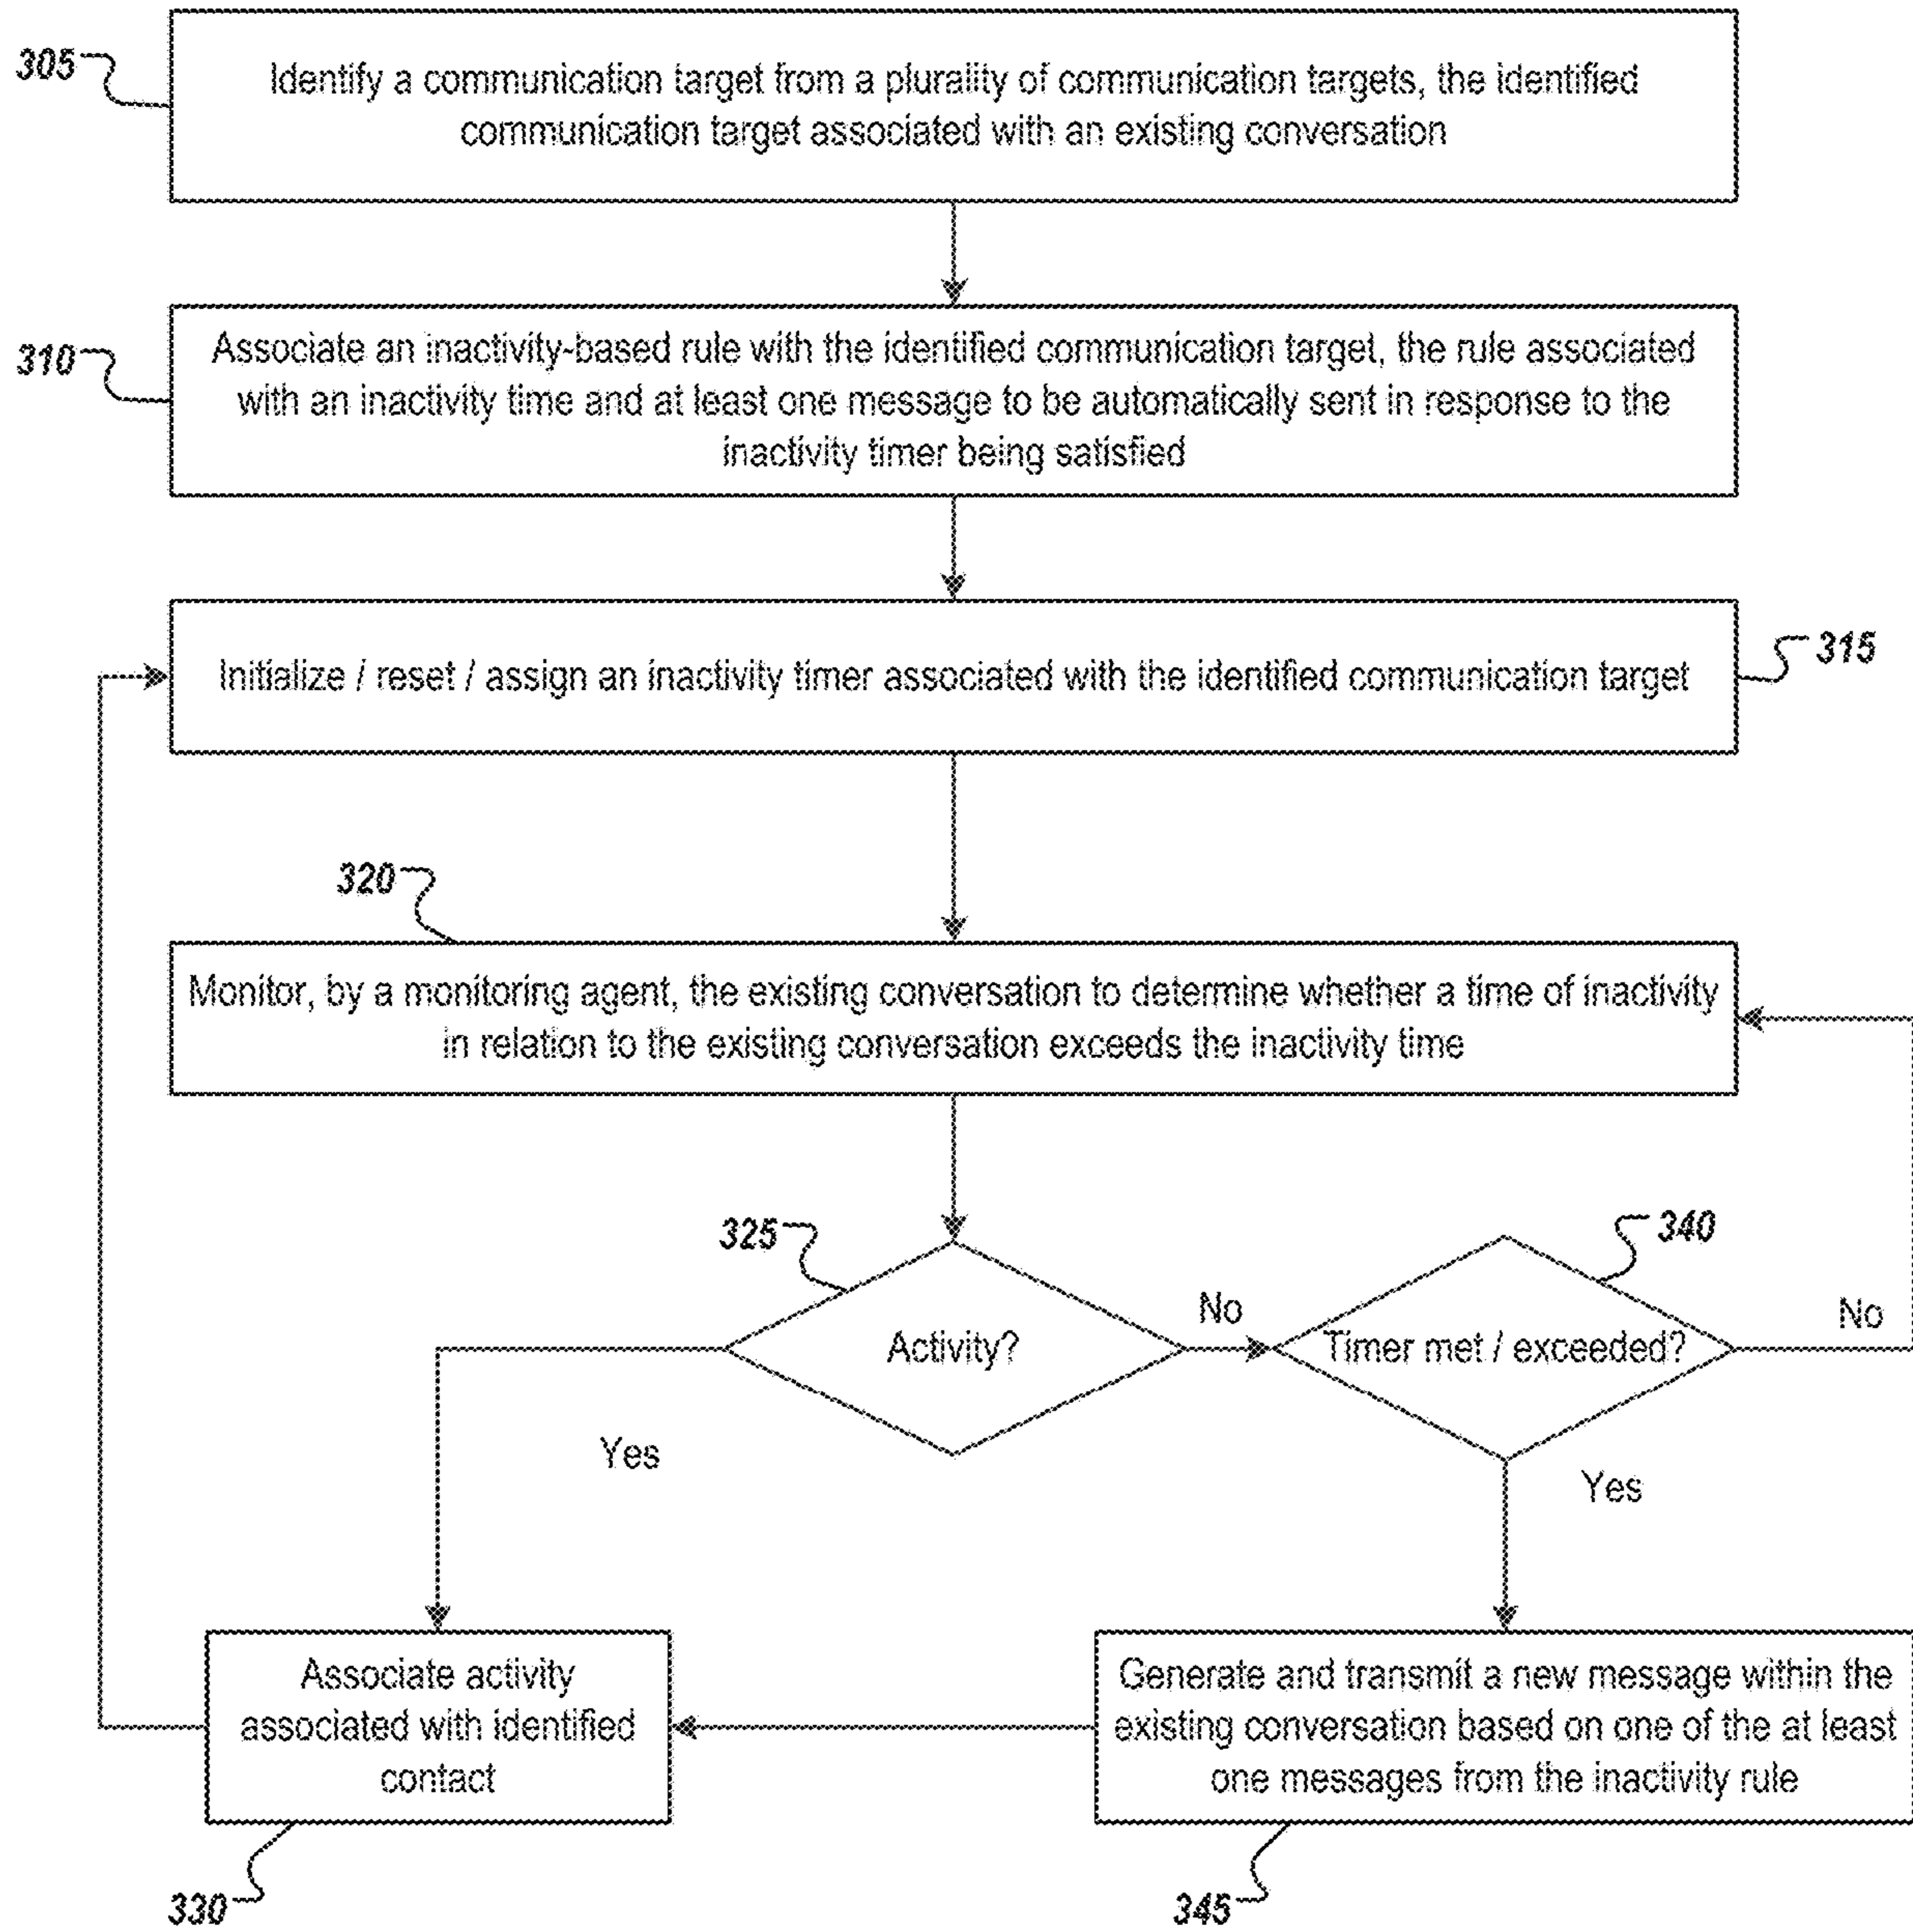 305
Identify a communication target from a plurality of communication targets, the identified
communication target associated with an existing conversation
310
Associate an inactivity-based rule with the identified communication target, the rule associated
with an inactivity time and at least one message to be automatically sent in response to the
inactivity timer being satisfied
Initialize / reset / assign an inactivity timer associated with the identified communication target
315
320
Monitor, by a monitoring agent, the existing conversation to determine whether a time of inactivity
in relation to the existing conversation exceeds the inactivity time
325
340
Activity?
No
Timer met / exceeded?
No
Yes
Yes
Associate activity
associated with identified
contact
Generate and transmit a new message within the
existing conversation based on one of the at least
one messages from the inactivity rule
330
345